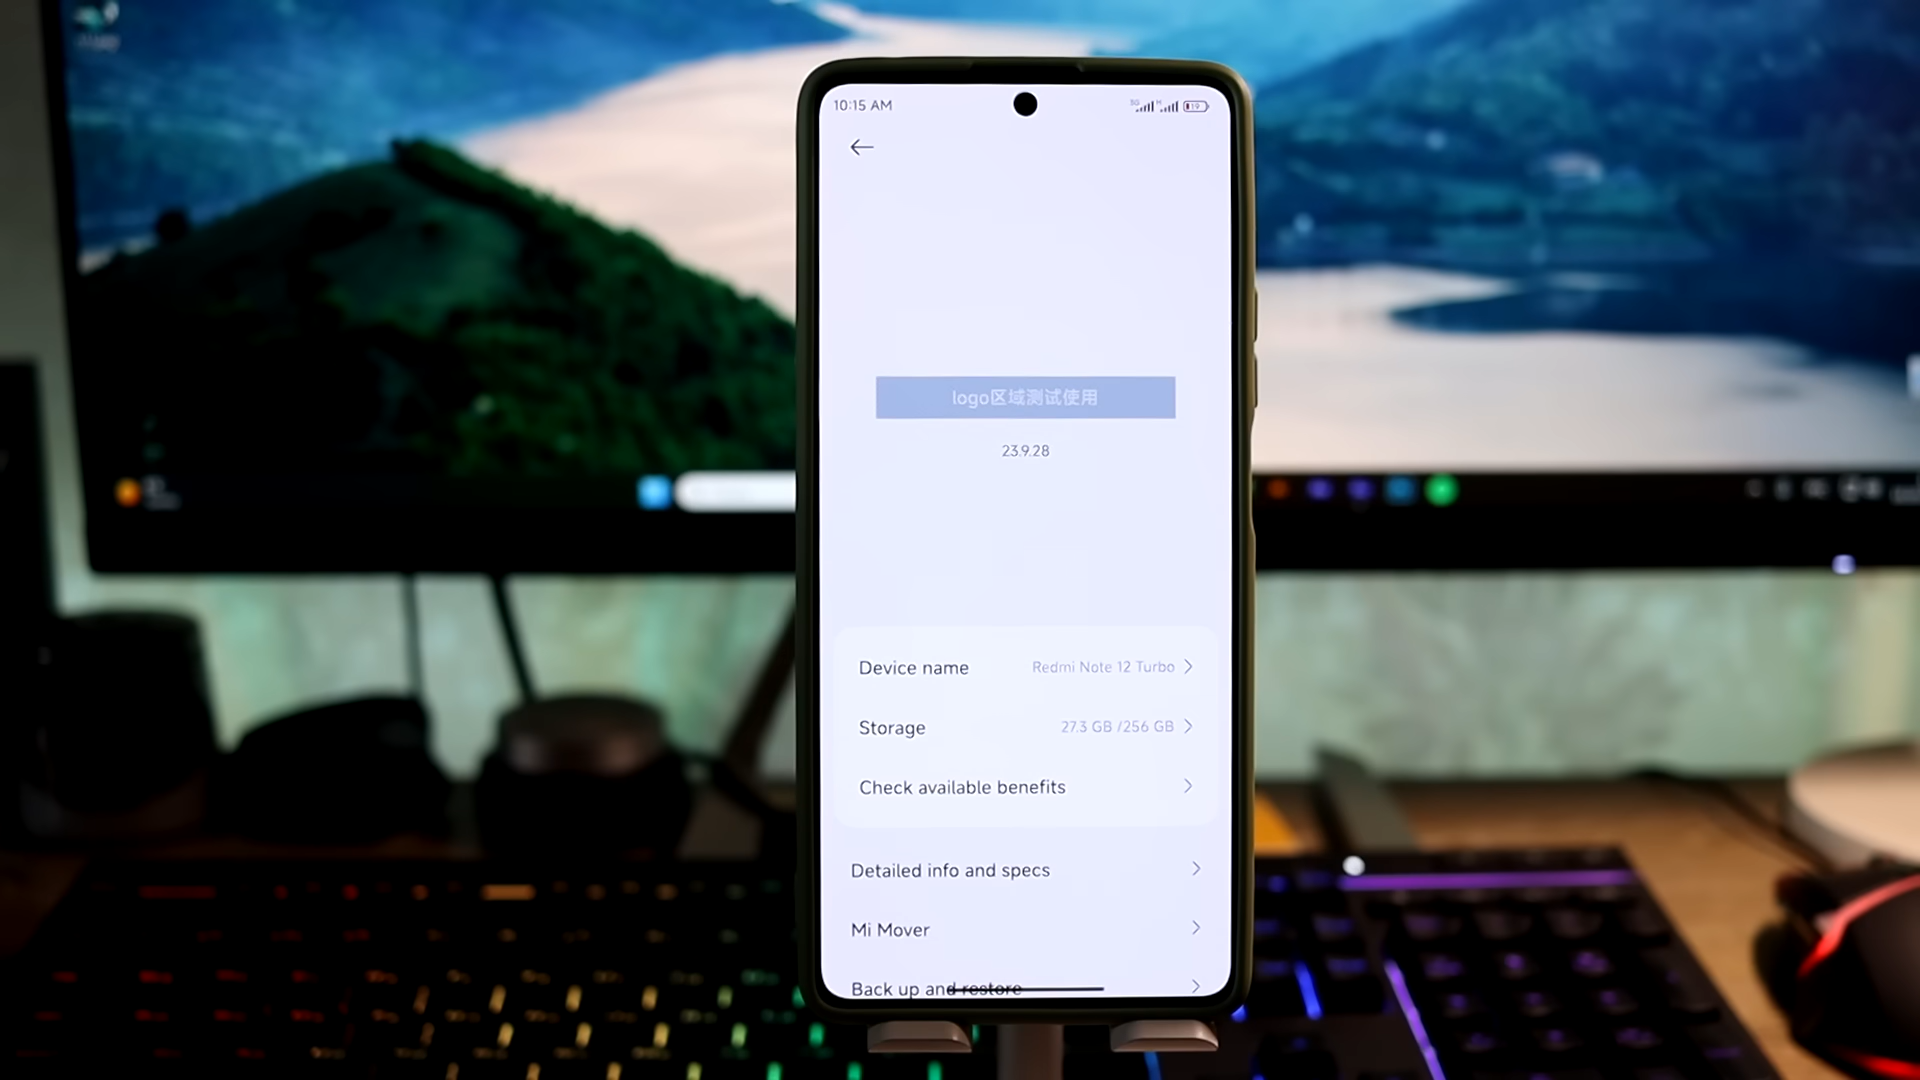 10:15 AM
3G H 19
logo区域测试使用
23.9.28
Device name Redmi Note 12 Turbo
Storage 27.3 GB /256 GB
Check available benefits
Detailed info and specs
Mi Mover
Back up and restore